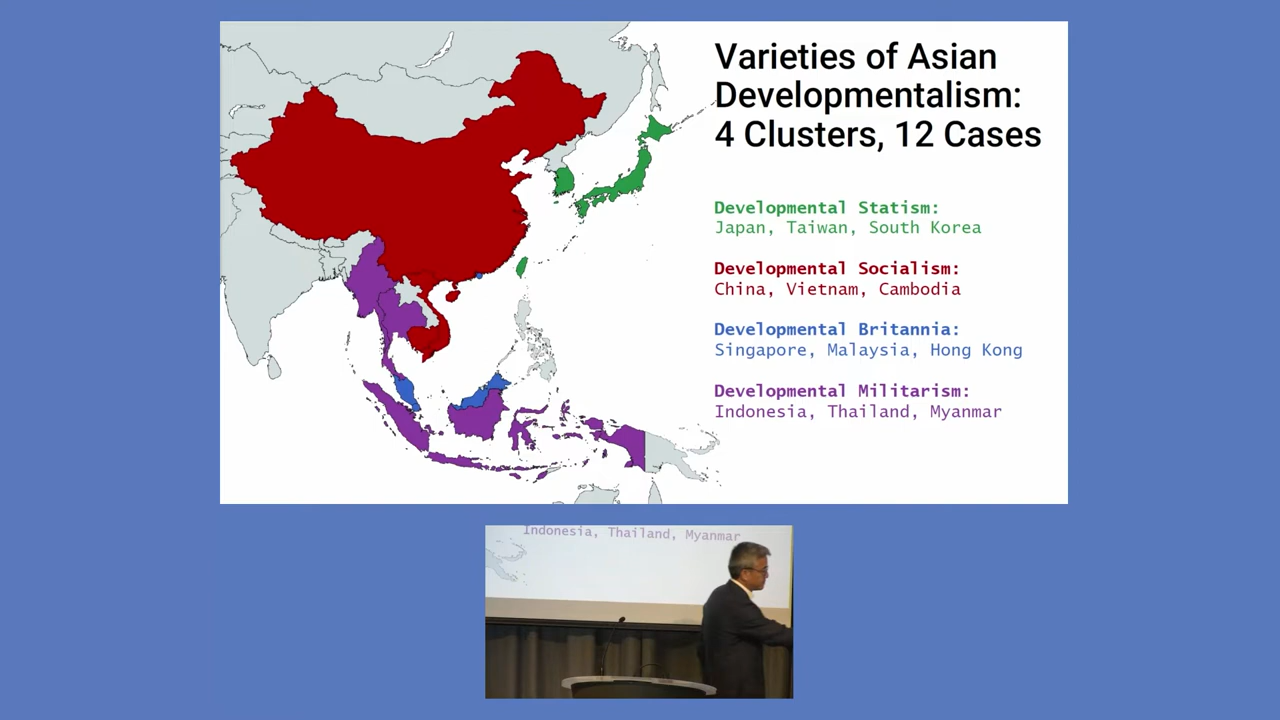 Varieties of Asian
Developmentalism:
4 Clusters, 12 Cases
Developmental Statism:
Japan, Taiwan, South Korea
Developmental Socialism:
China, Vietnam, Cambodia
Developmental Britannia:
Singapore, Malaysia, Hong Kong
Developmental Militarism:
Indonesia, Thailand, Myanmar
Indonesia, Thailand, Myanmar